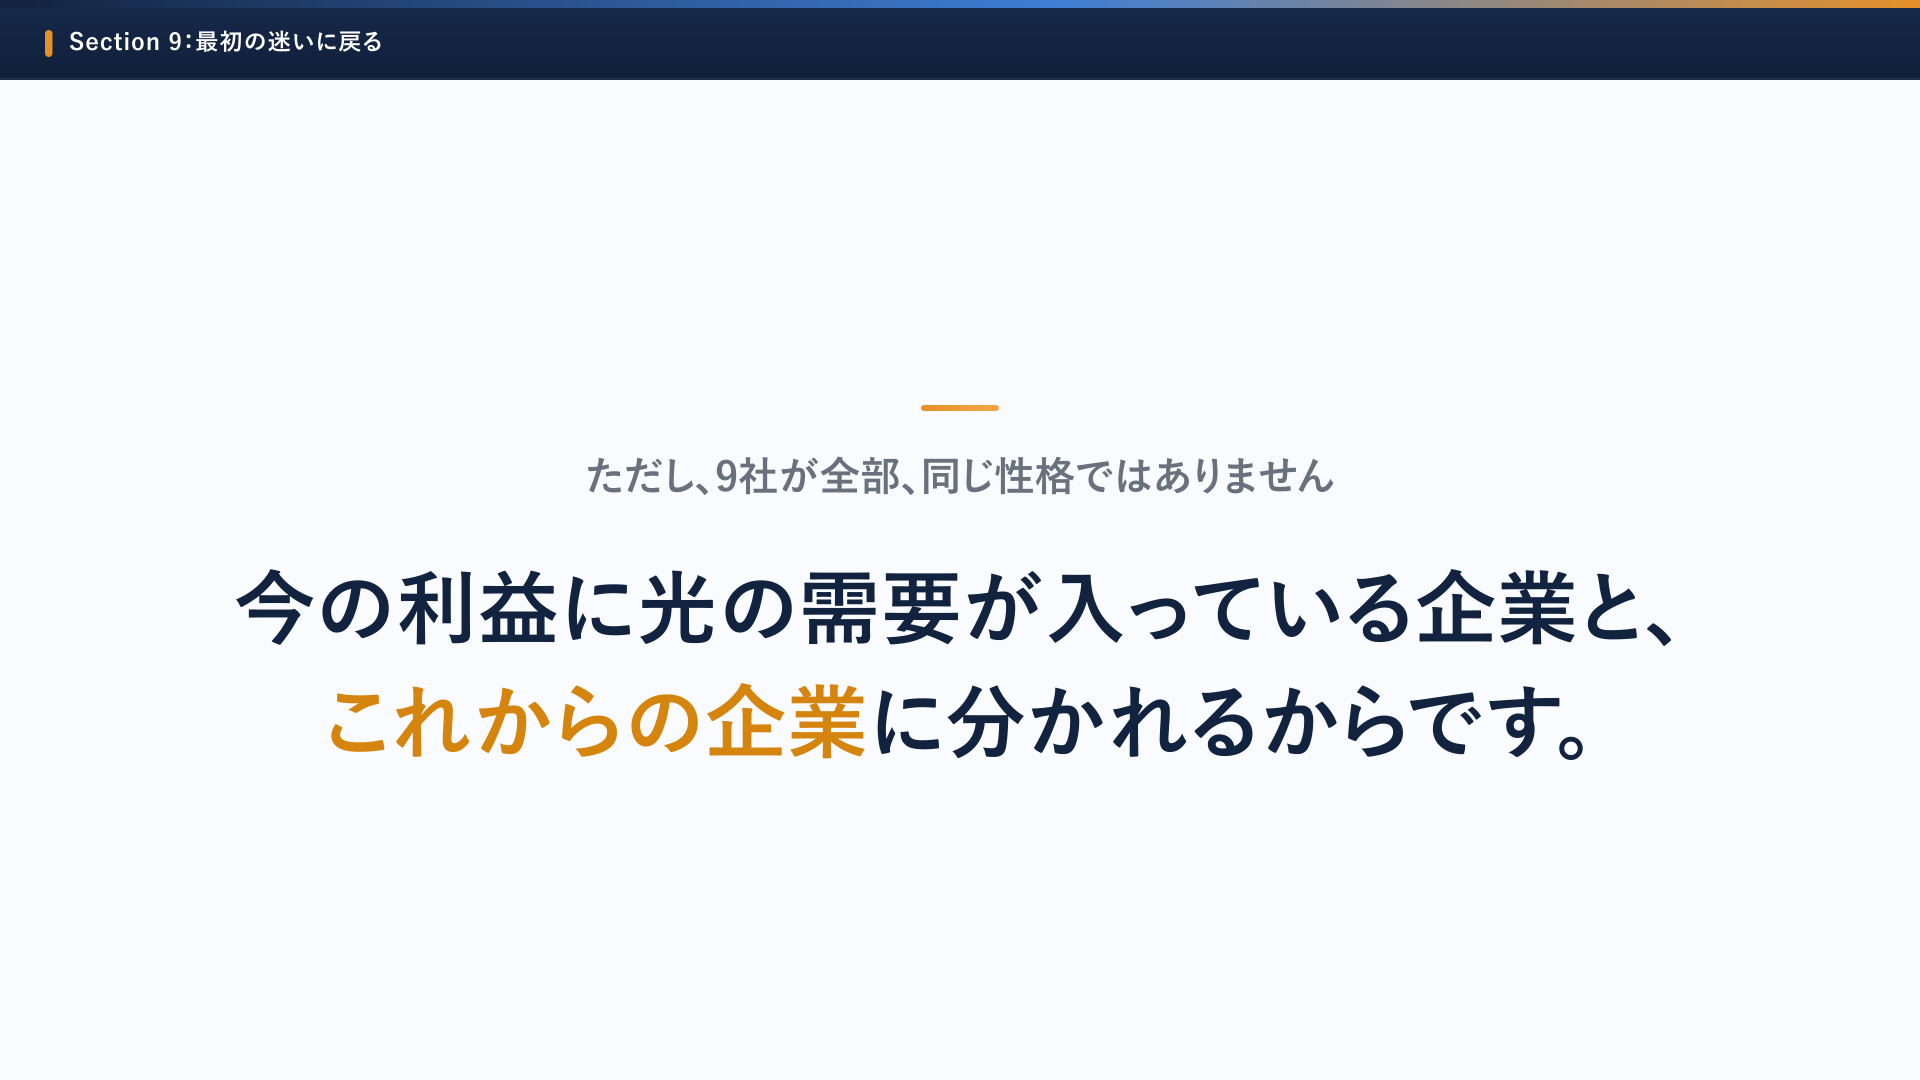 Section 9：最初の迷いに戻る
ただし、9社が全部、同じ性格ではありません
今の利益に光の需要が入っている企業と、
これからの企業に分かれるからです。